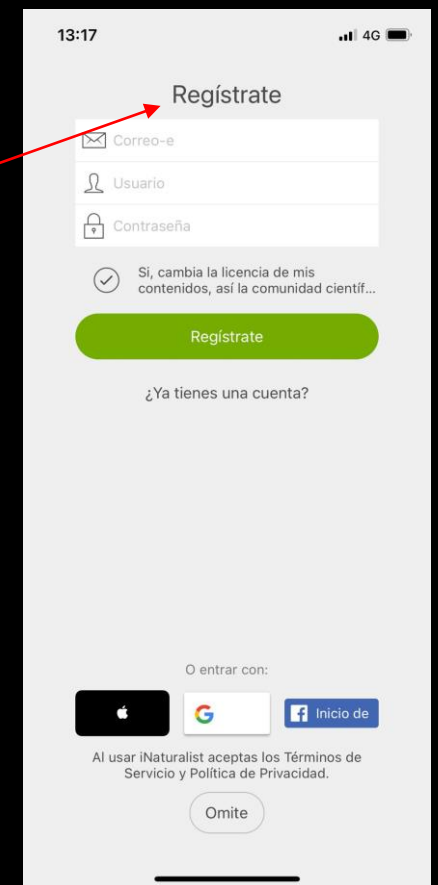 13:17 4G
Regístrate
Correo-e
Usuario
Contraseña
Si, cambia la licencia de mis
contenidos, así la comunidad científ...
Regístrate
¿Ya tienes una cuenta?
O entrar con:
G f Inicio de
Al usar iNaturalist aceptas los Términos de
Servicio y Política de Privacidad.
Omite